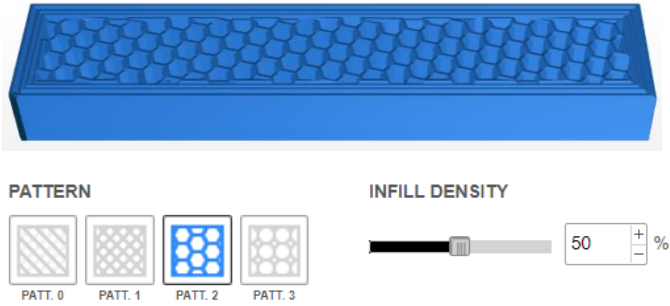 PATTERN
INFILL DENSITY
50 + - %
PATT. 0 PATT. 1 PATT. 2 PATT. 3